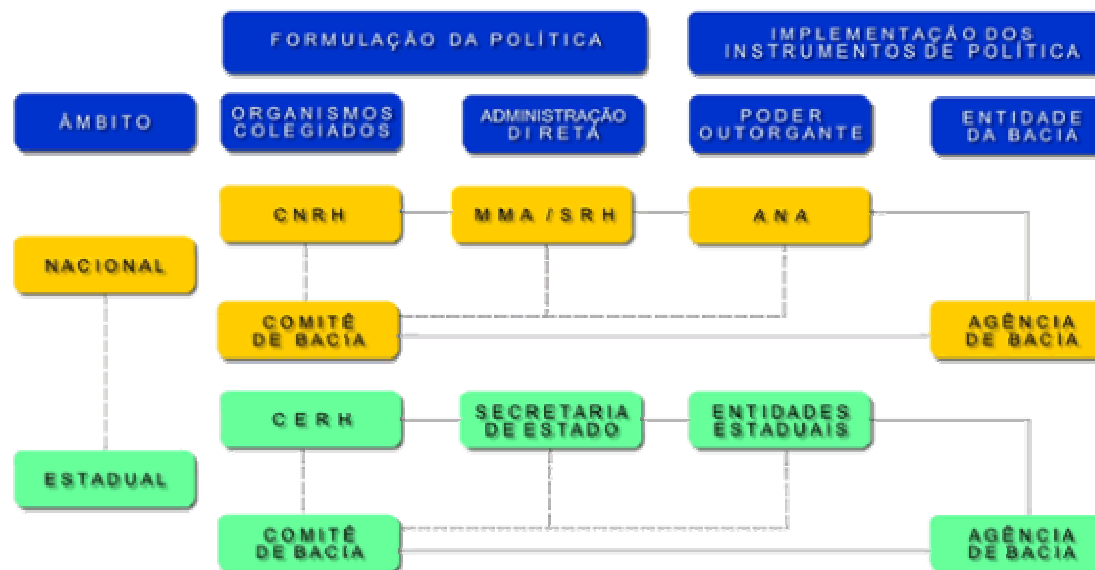 FORMULAÇÃO DA POLÍTICA
IMPLEMENTAÇÃO DOS
INSTRUMENTOS DE POLÍTICA
ÂMBITO
ORGANISMOS
COLEGIADOS
ADMINISTRAÇÃO
DIRETA
PODER
OUTORGANTE
ENTIDADE
DA BACIA
NACIONAL
CNRH
MMA / SRH
ANA
COMITÊ
DE BACIA
AGÊNCIA
DE BACIA
ESTADUAL
CERH
SECRETARIA
DE ESTADO
ENTIDADES
ESTADUAIS
COMITÊ
DE BACIA
AGÊNCIA
DE BACIA